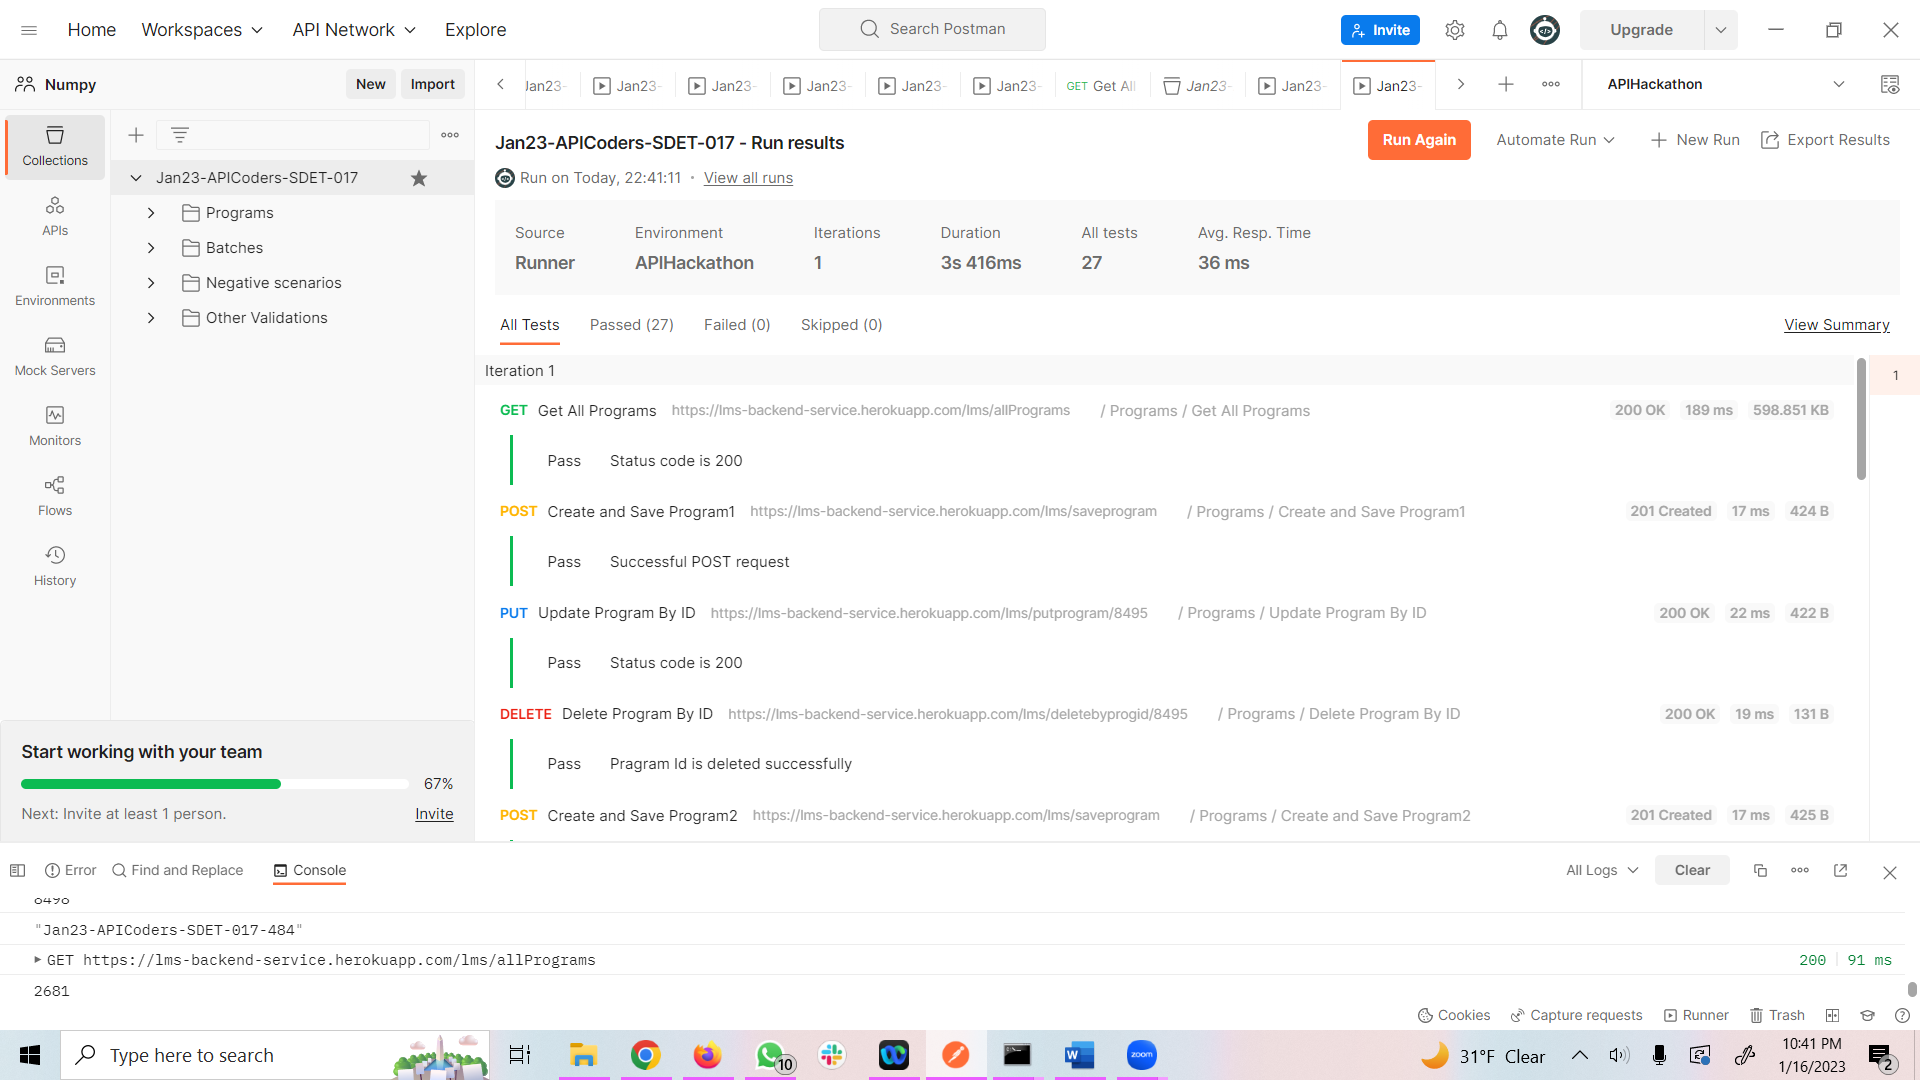 Home Workspaces API Network Explore Search Postman Invite Upgrade
Numpy New Import Jan23- Jan23- Jan23- Jan23- Jan23- Jan23- GET Get All Jan23- Jan23- Jan23- APIHackathon
Collections
APIs
Environments
Mock Servers
Monitors
Flows
History
Jan23-APICoders-SDET-017
Programs
Batches
Negative scenarios
Other Validations
Start working with your team
67%
Next: Invite at least 1 person. Invite
Jan23-APICoders-SDET-017 - Run results
Run Again Automate Run New Run Export Results
Run on Today, 22:41:11 · View all runs
Source Environment Iterations Duration All tests Avg. Resp. Time
Runner APIHackathon 1 3s 416ms 27 36 ms
All Tests Passed (27) Failed (0) Skipped (0) View Summary
Iteration 1
1
GET Get All Programs https://lms-backend-service.herokuapp.com/lms/allPrograms / Programs / Get All Programs 200 OK 189 ms 598.851 KB
Pass Status code is 200
POST Create and Save Program1 https://lms-backend-service.herokuapp.com/lms/saveprogram / Programs / Create and Save Program1 201 Created 17 ms 424 B
Pass Successful POST request
PUT Update Program By ID https://lms-backend-service.herokuapp.com/lms/putprogram/8495 / Programs / Update Program By ID 200 OK 22 ms 422 B
Pass Status code is 200
DELETE Delete Program By ID https://lms-backend-service.herokuapp.com/lms/deletebyprogid/8495 / Programs / Delete Program By ID 200 OK 19 ms 131 B
Pass Pragram Id is deleted successfully
POST Create and Save Program2 https://lms-backend-service.herokuapp.com/lms/saveprogram / Programs / Create and Save Program2 201 Created 17 ms 425 B
Error Find and Replace Console All Logs Clear
8498
"Jan23-APICoders-SDET-017-484"
GET https://lms-backend-service.herokuapp.com/lms/allPrograms 200 91 ms
2681
Cookies Capture requests Runner Trash
Type here to search 10 W zoom 31°F Clear 10:41 PM
1/16/2023 2